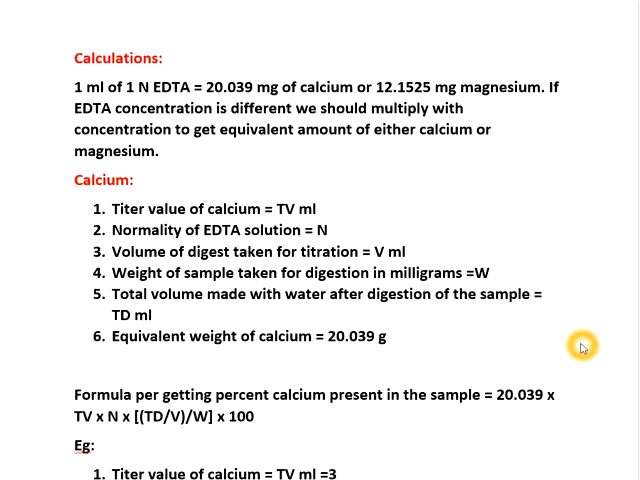 Calculations:
1 ml of 1 N EDTA = 20.039 mg of calcium or 12.1525 mg magnesium. If
EDTA concentration is different we should multiply with
concentration to get equivalent amount of either calcium or
magnesium.
Calcium:
1. Titer value of calcium = TV ml
2. Normality of EDTA solution = N
3. Volume of digest taken for titration = V ml
4. Weight of sample taken for digestion in milligrams =W
5. Total volume made with water after digestion of the sample =
TD ml
6. Equivalent weight of calcium = 20.039 g
Formula per getting percent calcium present in the sample = 20.039 x
TV x N x [(TD/V)/W] x 100
Eg:
1. Titer value of calcium = TV ml =3